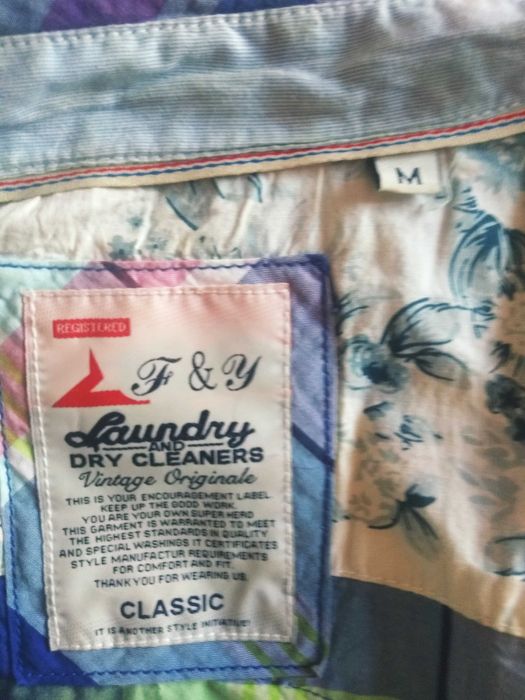 M
REGISTERED
F & Y
Laundry
AND
DRY CLEANERS
Vintage Originale
THIS IS YOUR ENCOURAGEMENT LABEL
KEEP UP THE GOOD WORK.
YOU ARE YOUR OWN SUPER HERO
THIS GARMENT IS WARRANTED TO MEET
THE HIGHEST STANDARDS IN QUALITY
AND SPECIAL WASHINGS IT CERTIFICATES
STYLE MANUFACTUR REQUIREMENTS
FOR COMFORT AND FIT.
THANK YOU FOR WEARING US.
CLASSIC
IT IS ANOTHER STYLE INITIATIVE!